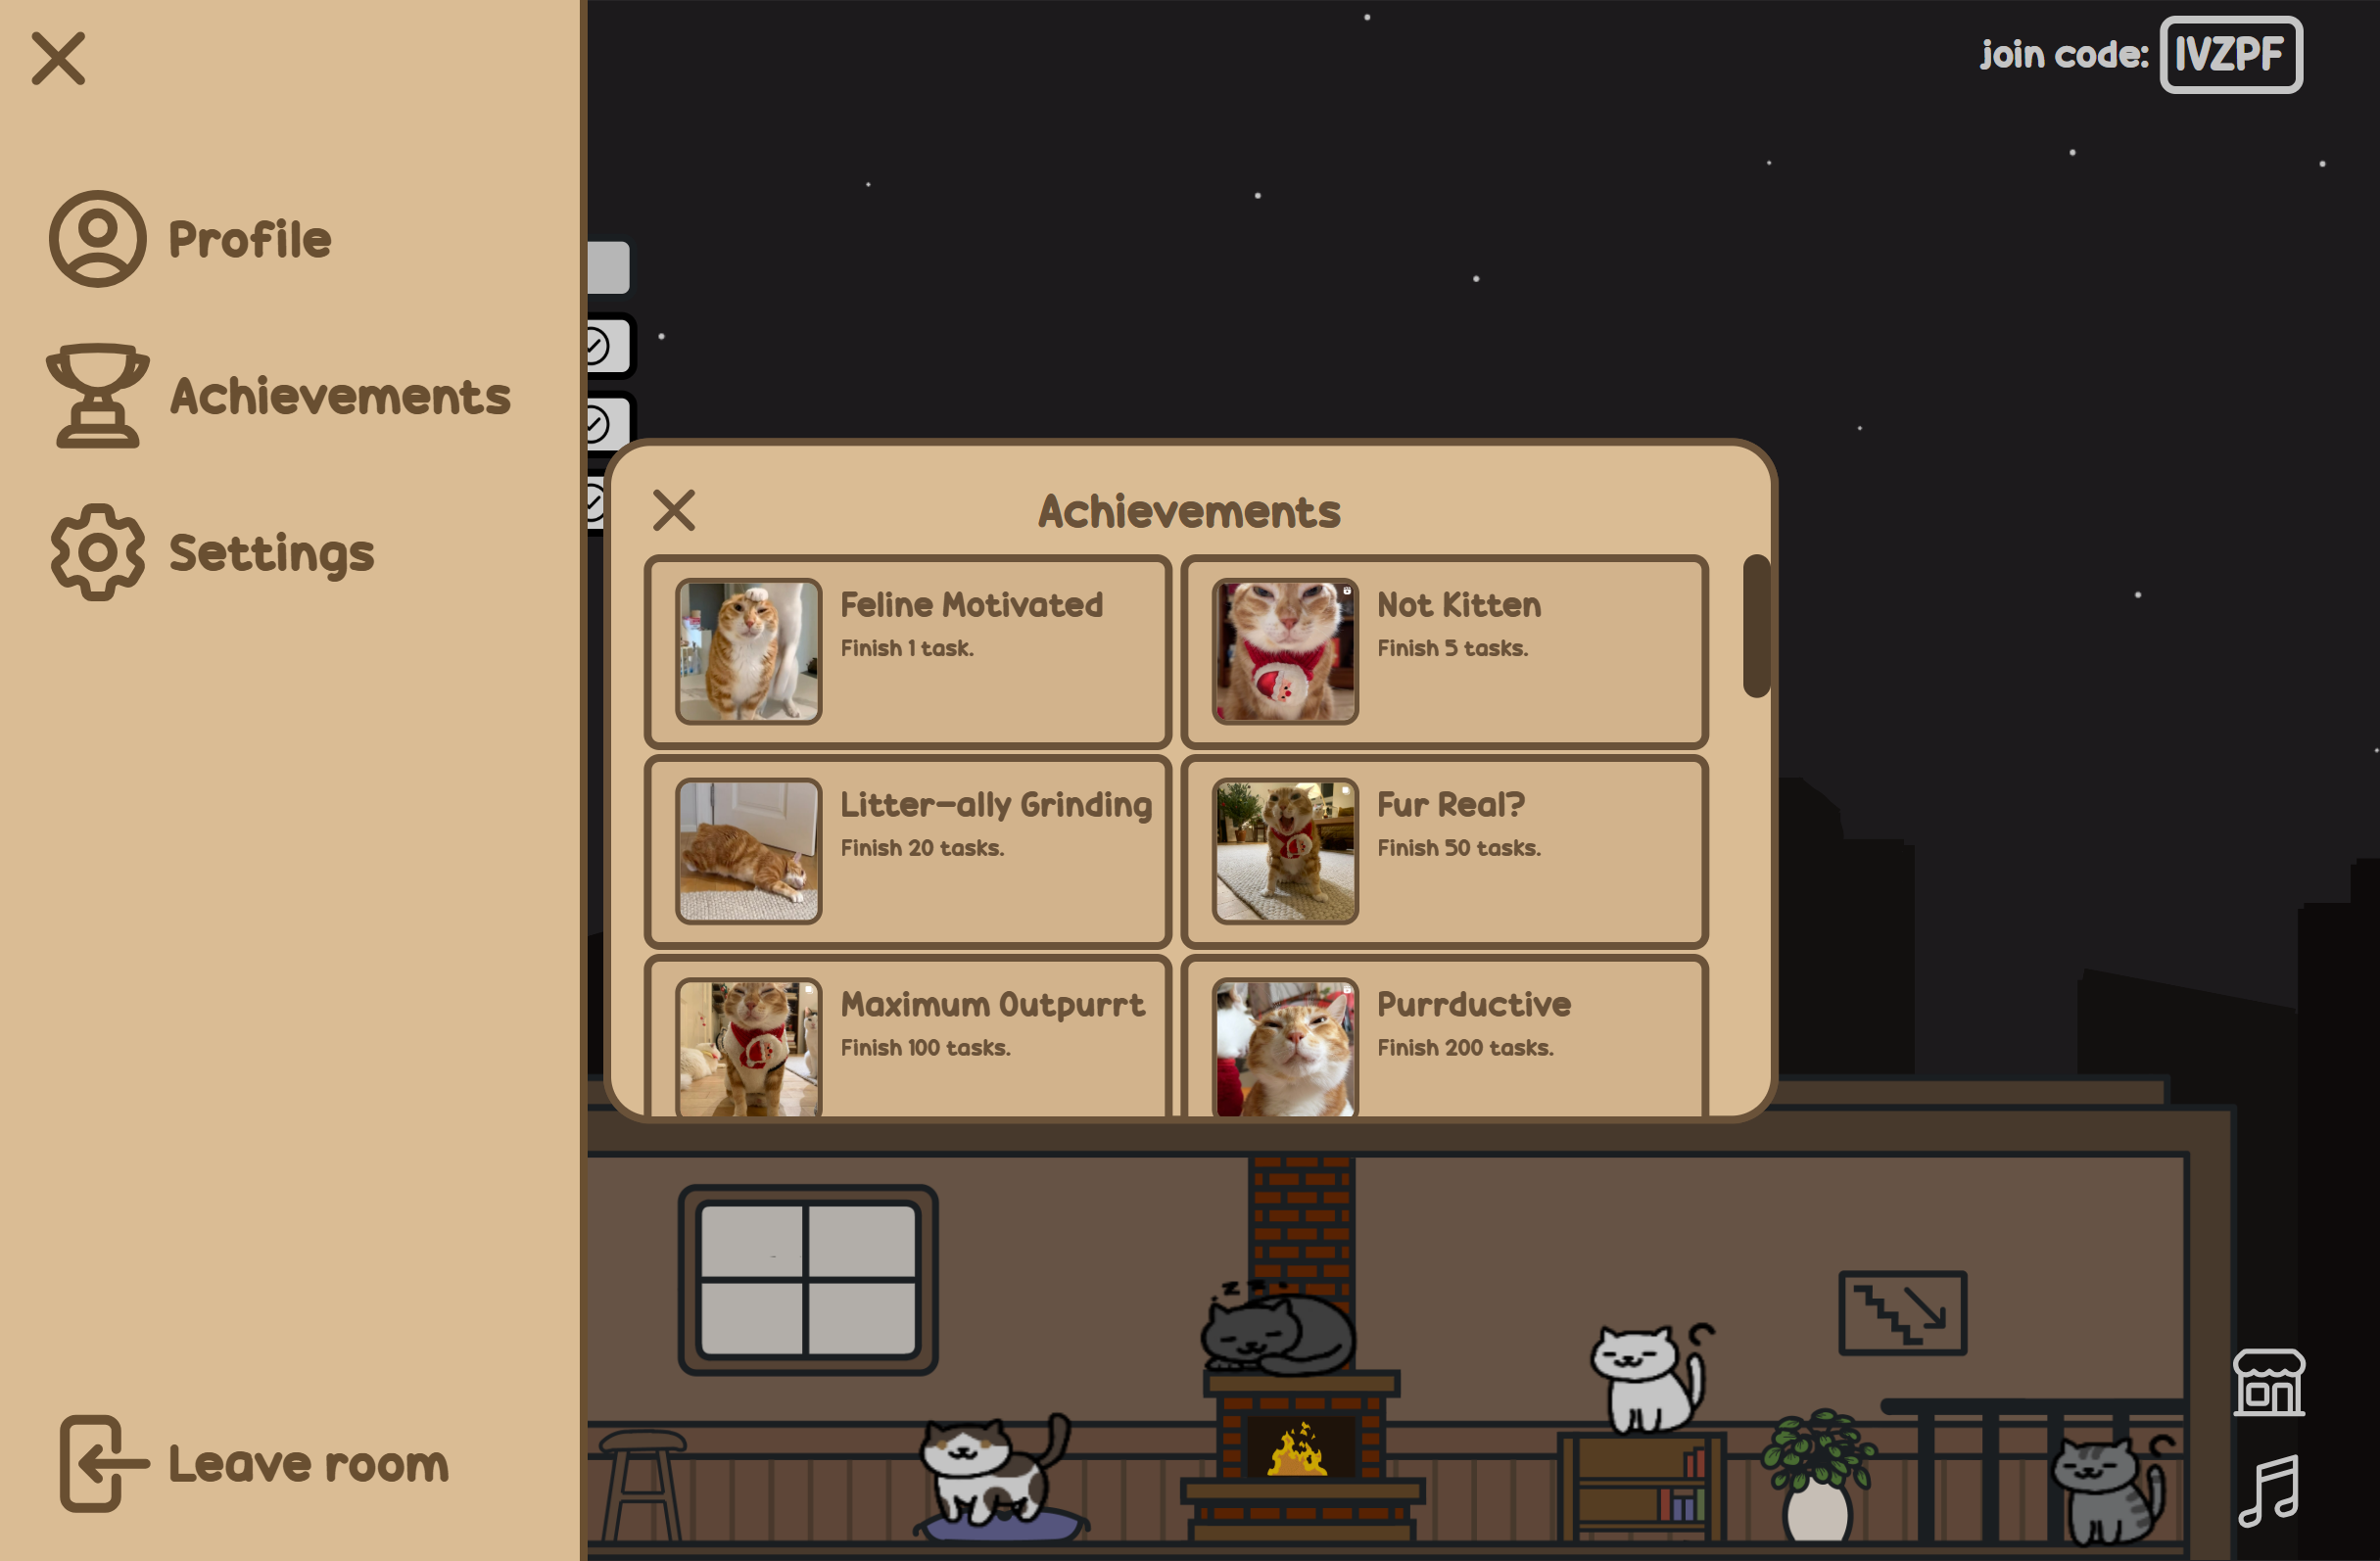 join code: IVZPF
Profile
Achievements
Settings
Leave room
Achievements
Feline Motivated
Finish 1 task.
Not Kitten
Finish 5 tasks.
Litter-ally Grinding
Finish 20 tasks.
Fur Real?
Finish 50 tasks.
Maximum Outpurrt
Finish 100 tasks.
Purrductive
Finish 200 tasks.
z z z